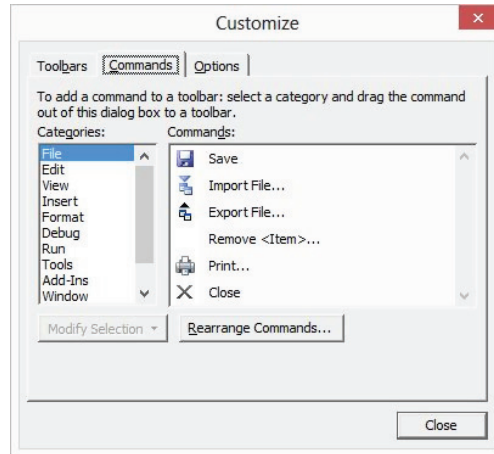 Customize
Toolbars Commands Options
To add a command to a toolbar: select a category and drag the command
out of this dialog box to a toolbar.
Categories: Commands:
File
Edit
View
Insert
Format
Debug
Run
Tools
Add-Ins
Window
Save
Import File...
Export File...
Remove <Item>...
Print...
Close
Modify Selection
Rearrange Commands...
Close